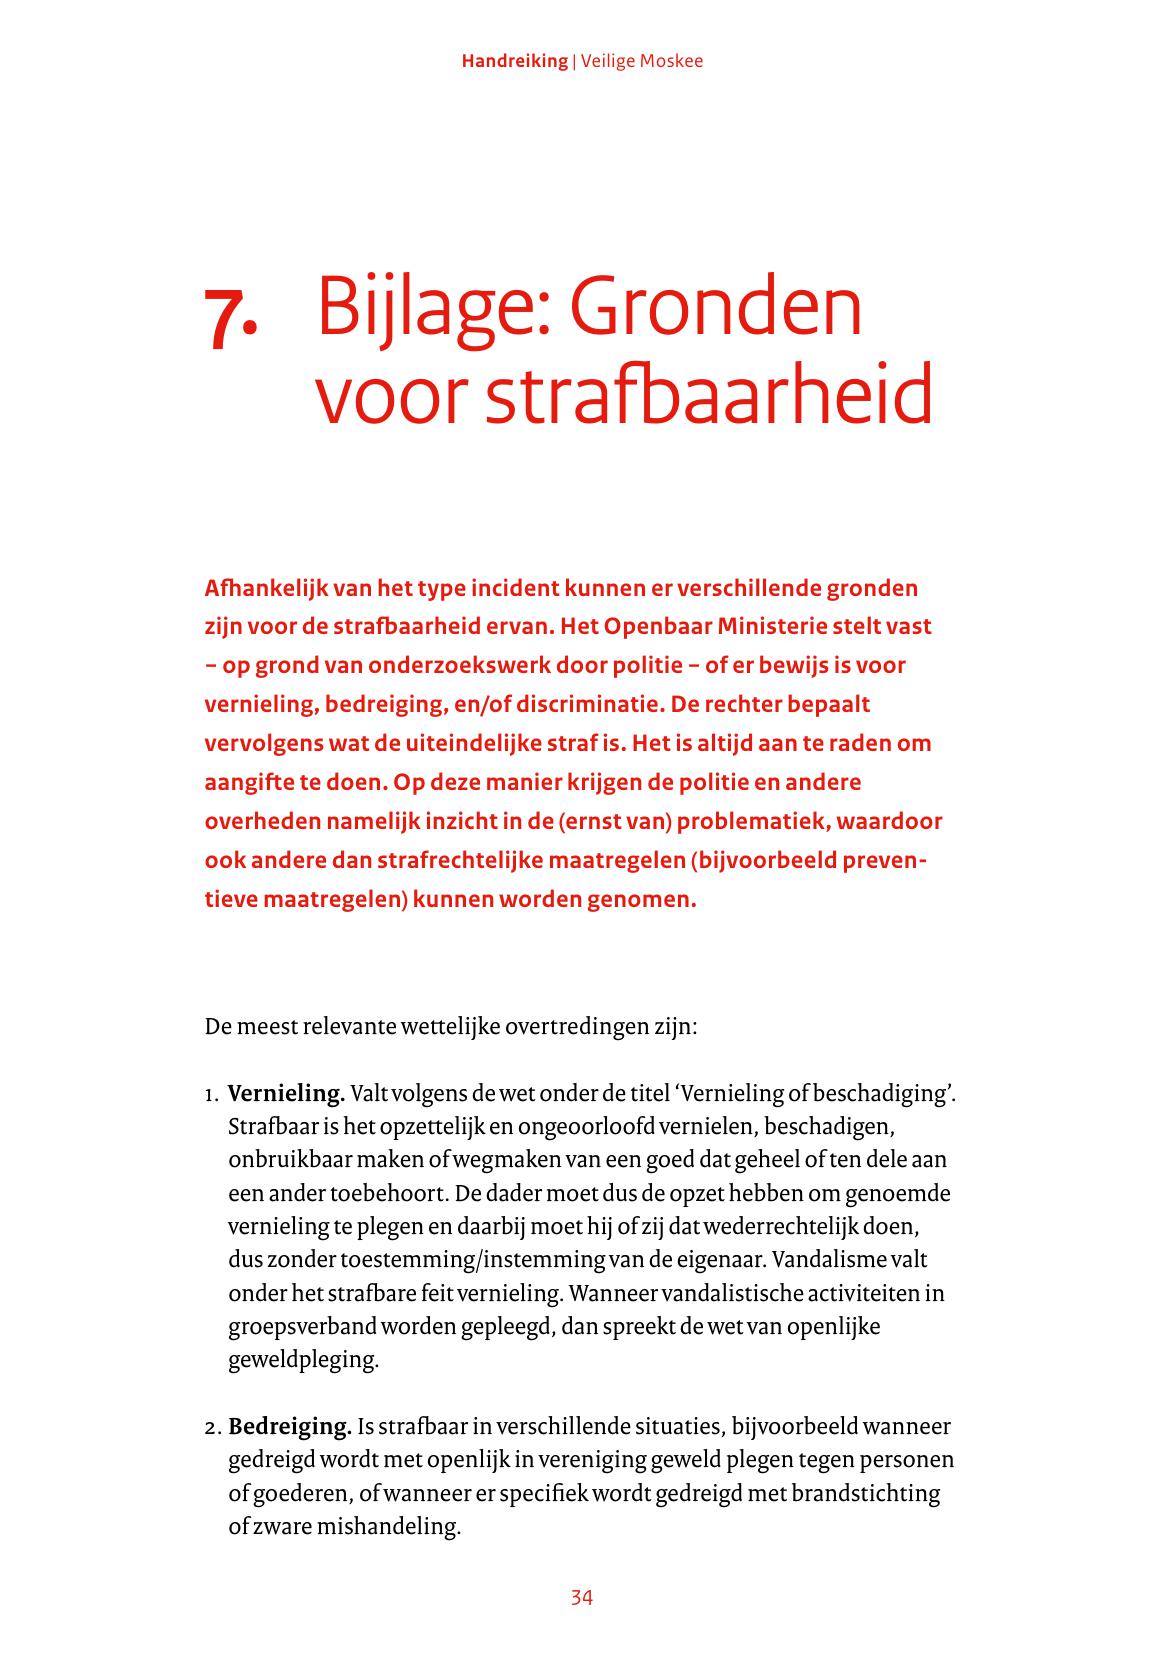 Handreiking | Veilige Moskee
7. Bijlage: Gronden
voor strafbaarheid
Afhankelijk van het type incident kunnen er verschillende gronden
zijn voor de strafbaarheid ervan. Het Openbaar Ministerie stelt vast
– op grond van onderzoekswerk door politie – of er bewijs is voor
vernieling, bedreiging, en/of discriminatie. De rechter bepaalt
vervolgens wat de uiteindelijke straf is. Het is altijd aan te raden om
aangifte te doen. Op deze manier krijgen de politie en andere
overheden namelijk inzicht in de (ernst van) problematiek, waardoor
ook andere dan strafrechtelijke maatregelen (bijvoorbeeld preven-
tieve maatregelen) kunnen worden genomen.
De meest relevante wettelijke overtredingen zijn:
1. Vernieling. Valt volgens de wet onder de titel ‘Vernieling of beschadiging’.
Strafbaar is het opzettelijk en ongeoorloofd vernielen, beschadigen,
onbruikbaar maken of wegmaken van een goed dat geheel of ten dele aan
een ander toebehoort. De dader moet dus de opzet hebben om genoemde
vernieling te plegen en daarbij moet hij of zij dat wederrechtelijk doen,
dus zonder toestemming/instemming van de eigenaar. Vandalisme valt
onder het strafbare feit vernieling. Wanneer vandalistische activiteiten in
groepsverband worden gepleegd, dan spreekt de wet van openlijke
geweldpleging.
2. Bedreiging. Is strafbaar in verschillende situaties, bijvoorbeeld wanneer
gedreigd wordt met openlijk in vereniging geweld plegen tegen personen
of goederen, of wanneer er specifiek wordt gedreigd met brandstichting
of zware mishandeling.
34